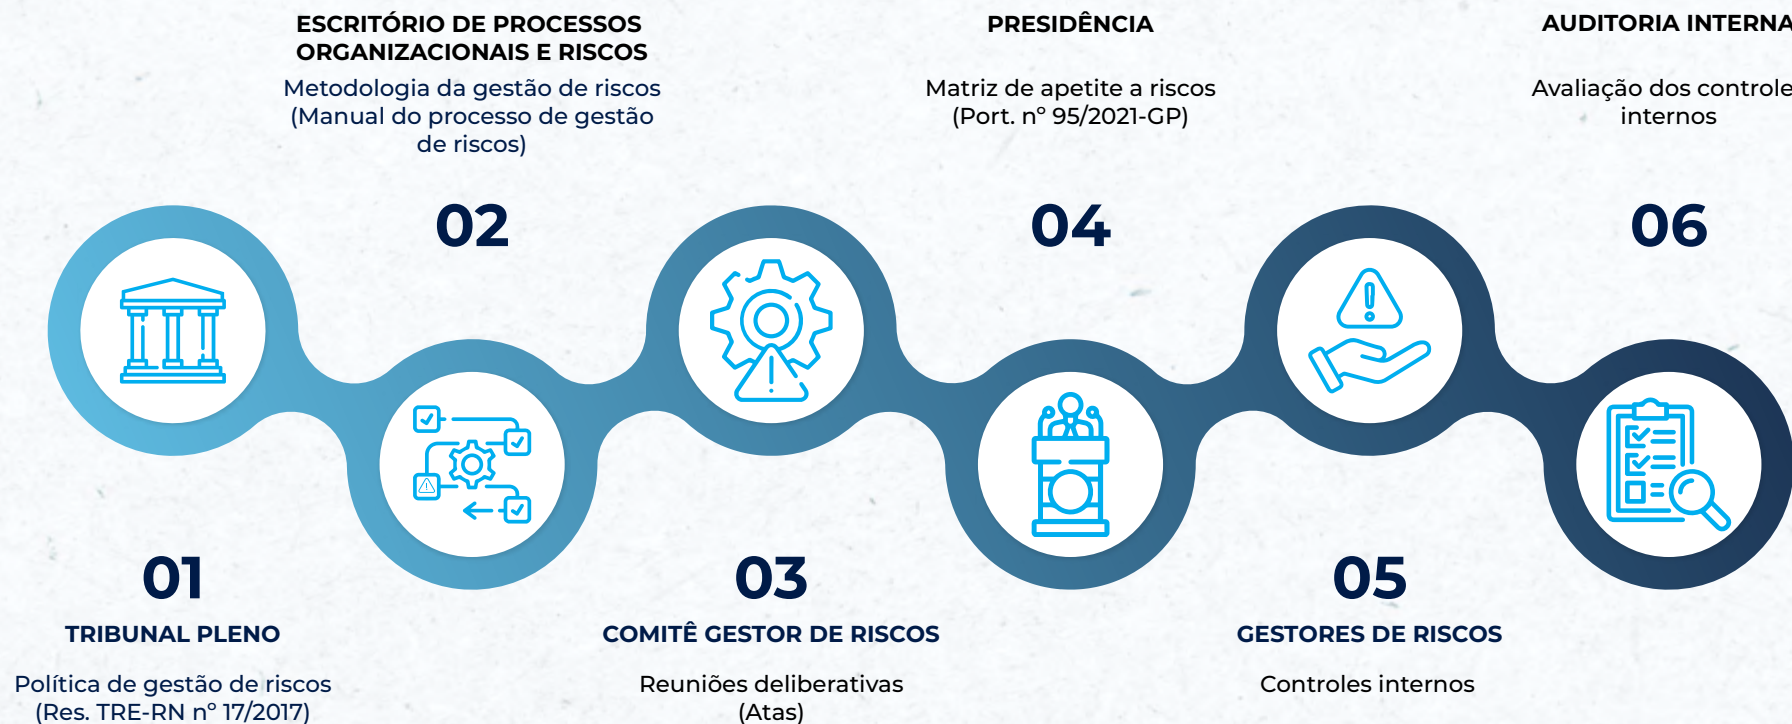 01
TRIBUNAL PLENO
Política de gestão de riscos
(Res. TRE-RN nº 17/2017)
ESCRITÓRIO DE PROCESSOS
ORGANIZACIONAIS E RISCOS
Metodologia da gestão de riscos
(Manual do processo de gestão
de riscos)
02
03
COMITÊ GESTOR DE RISCOS
Reuniões deliberativas
(Atas)
PRESIDÊNCIA
Matriz de apetite a riscos
(Port. nº 95/2021-GP)
04
05
GESTORES DE RISCOS
Controles internos
AUDITORIA INTERNA
Avaliação dos controle
internos
06